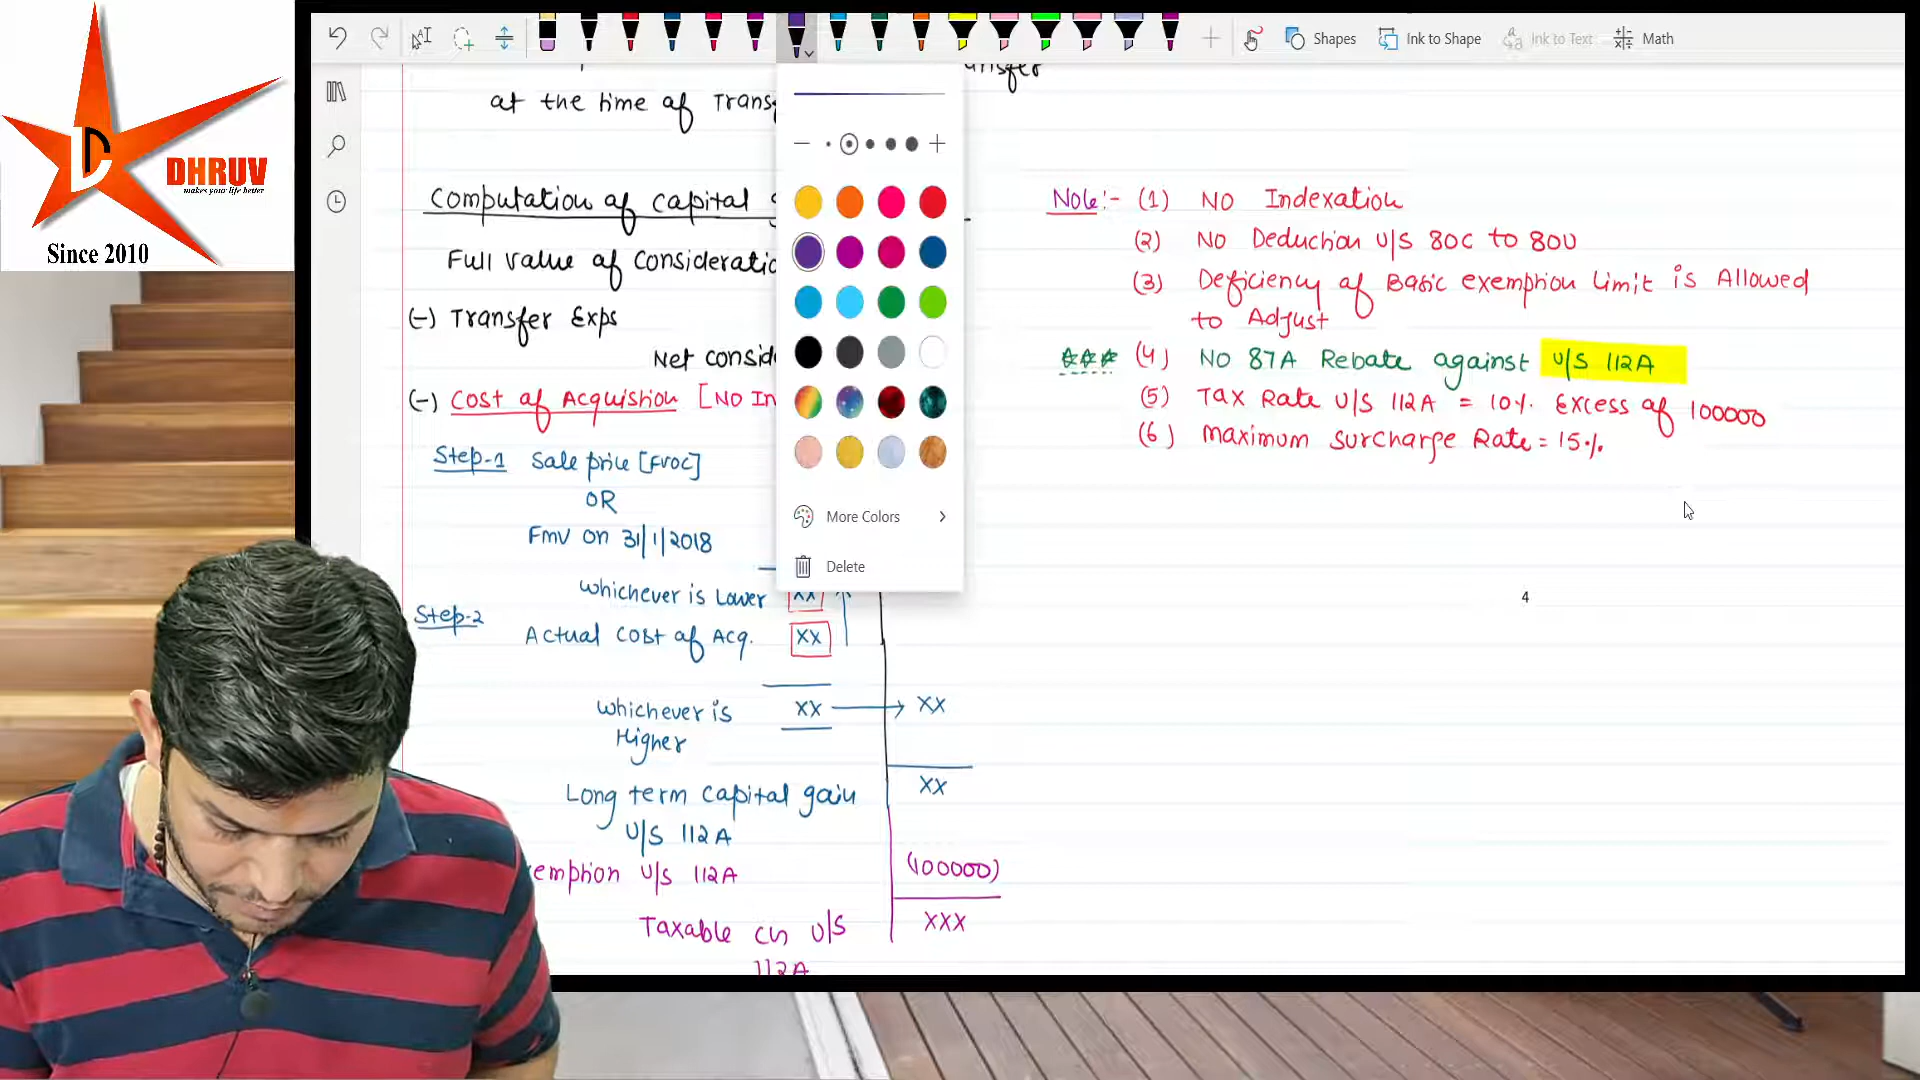 DC
DHRUV
makes your life better
Since 2010
Shapes
Ink to Shape
Ink to Text
Math
at the time of Trans
Computation of Capital
Full Value of Consideratio
(-) Transfer Exps
Net consid
(-) Cost of Acquistion [NO In
Step-1 Sale price [FVOC]
OR
Fmv on 31/1/2018
Whichever is Lower XX
Step-2 Actual Cost of Acq. XX
Whichever is XX → XX
Higher
Long term Capital gain XX
U/S 112A
emption U/S 112A (100000)
Taxable CG U/S XXX
112A
More Colors
Delete
Note:- (1) NO Indexation
(2) NO Deduction U/S 80C to 80U
(3) Deficiency of Basic exemption Limit is Allowed
to Adjust
*** (4) NO 87A Rebate against U/S 112A
(5) Tax Rate U/S 112A = 10%. Excess of 100000
(6) Maximum Surcharge Rate = 15%.
4